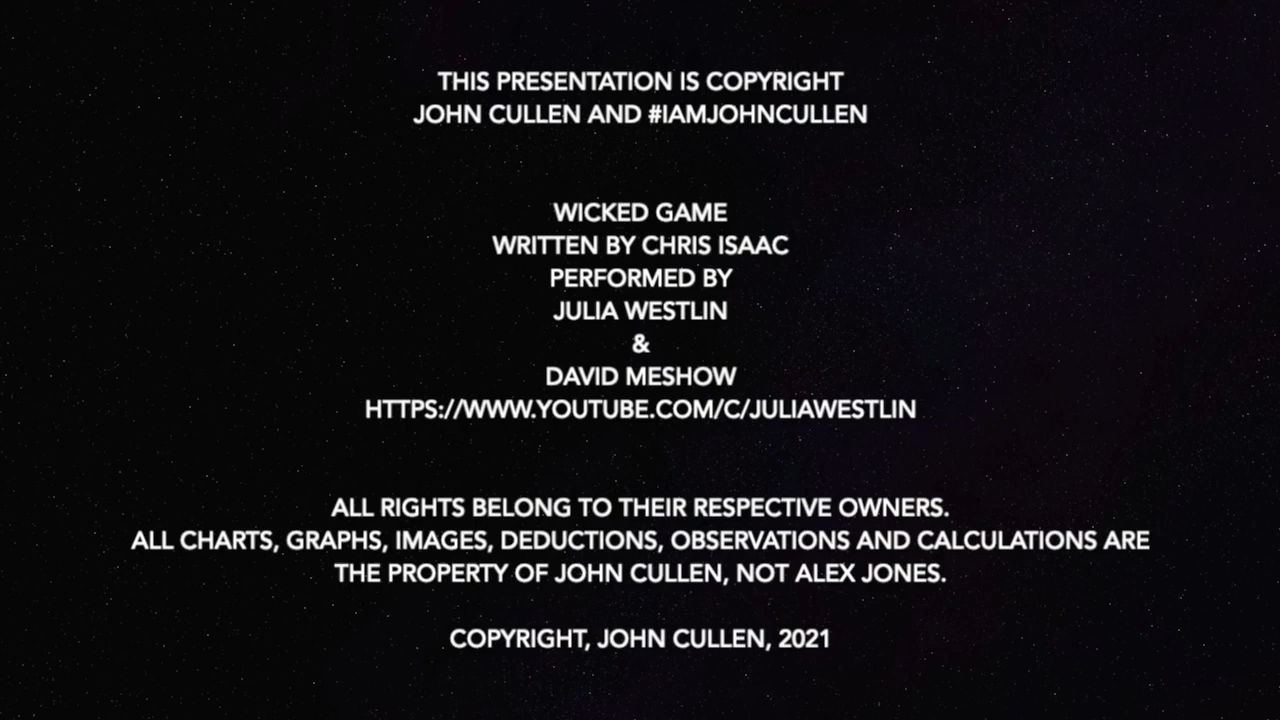 THIS PRESENTATION IS COPYRIGHT
JOHN CULLEN AND #IAMJOHNCULLEN
WICKED GAME
WRITTEN BY CHRIS ISAAC
PERFORMED BY
JULIA WESTLIN
&
DAVID MESHOW
HTTPS://WWW.YOUTUBE.COM/C/JULIAWESTLIN
ALL RIGHTS BELONG TO THEIR RESPECTIVE OWNERS.
ALL CHARTS, GRAPHS, IMAGES, DEDUCTIONS, OBSERVATIONS AND CALCULATIONS ARE
THE PROPERTY OF JOHN CULLEN, NOT ALEX JONES.
COPYRIGHT, JOHN CULLEN, 2021